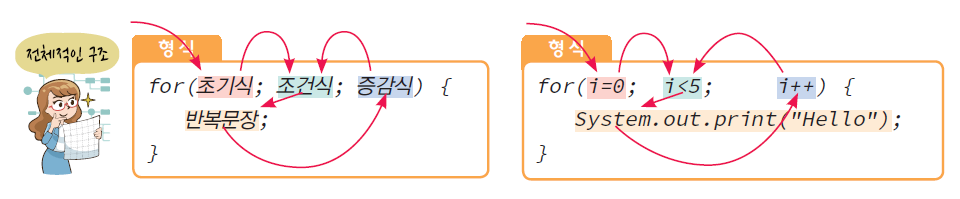 전체적인 구조
형식
for(초기식; 조건식; 증감식) {
반복문장;
}
형식
for(i=0; i<5; i++) {
System.out.print("Hello");
}